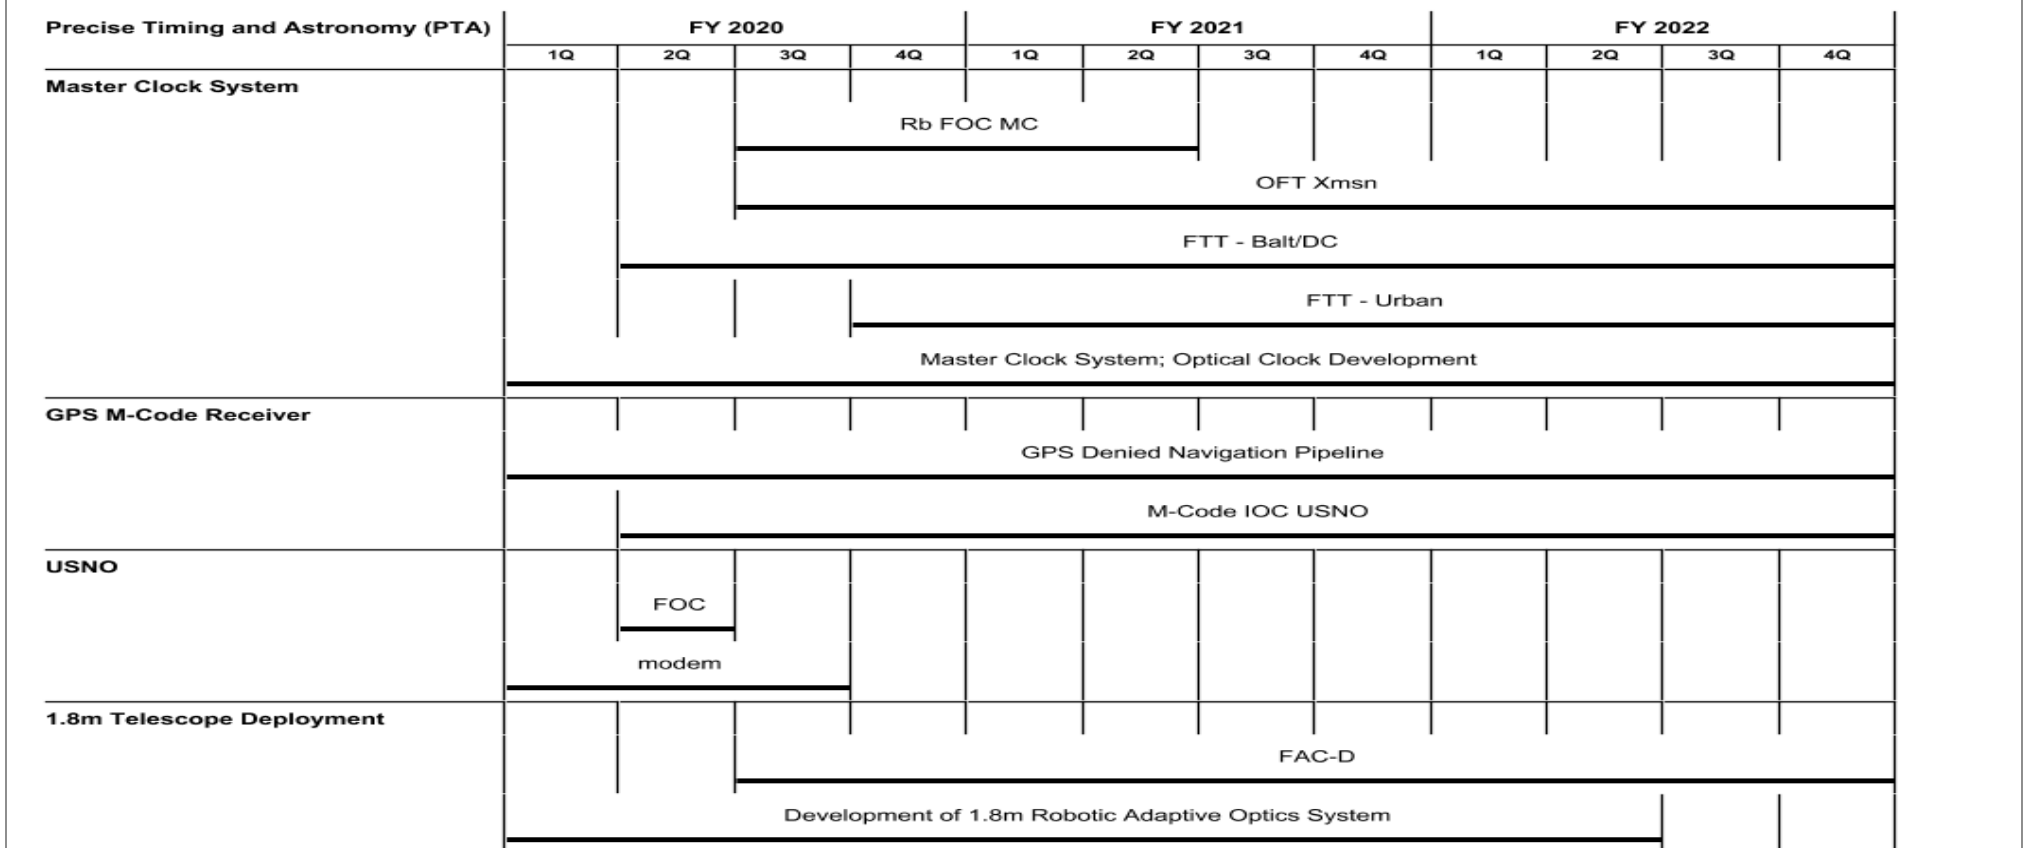 Precise Timing and Astronomy (PTA) FY 2020 FY 2021 FY 2022
1Q 2Q 3Q 4Q 1Q 2Q 3Q 4Q 1Q 2Q 3Q 4Q
Master Clock System
Rb FOC MC
OFT Xmsn
FTT - Balt/DC
FTT - Urban
Master Clock System; Optical Clock Development
GPS M-Code Receiver
GPS Denied Navigation Pipeline
M-Code IOC USNO
USNO
FOC
modem
1.8m Telescope Deployment
FAC-D
Development of 1.8m Robotic Adaptive Optics System